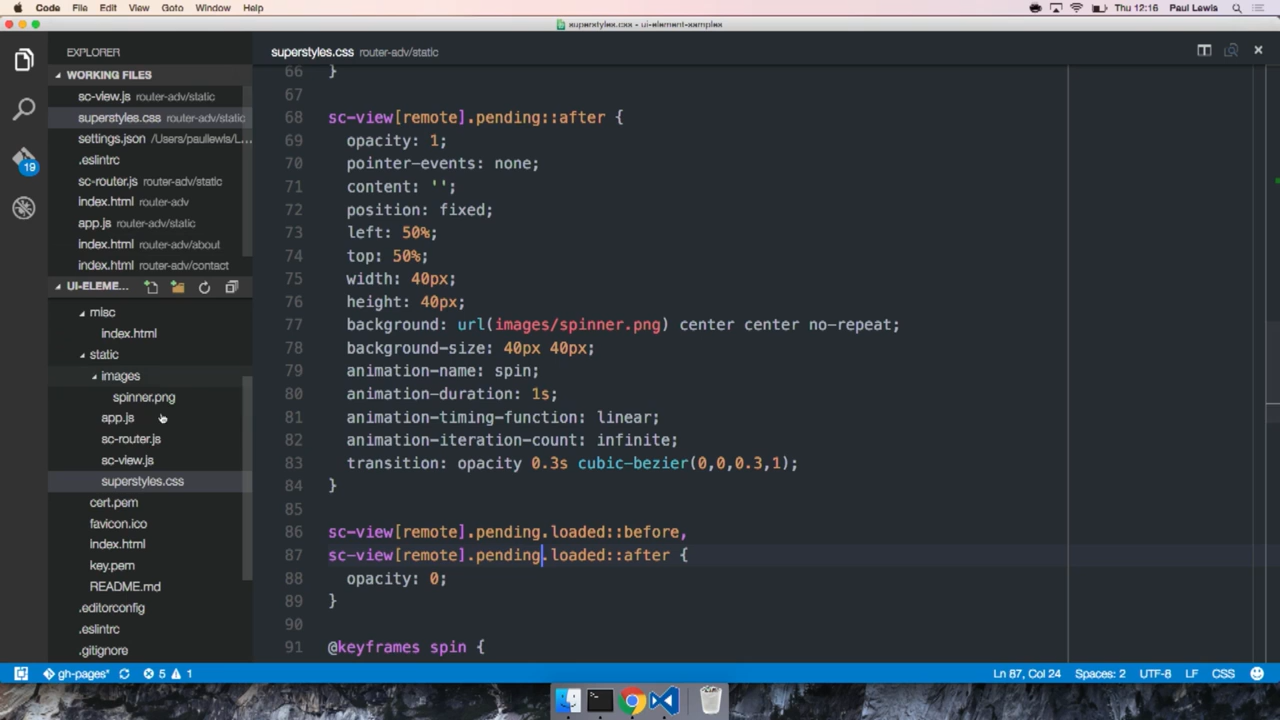 Code File Edit View Goto Window Help
Thu 12:16 Paul Lewis
superstyles.css - ui-element-samples
EXPLORER
WORKING FILES
sc-view.js router-adv/static
superstyles.css router-adv/static
settings.json /Users/paullewis/L...
.eslintrc
sc-router.js router-adv/static
index.html router-adv
app.js router-adv/static
index.html router-adv/about
index.html router-adv/contact
19
UI-ELEME...
misc
index.html
static
images
spinner.png
app.js
sc-router.js
sc-view.js
superstyles.css
cert.pem
favicon.ico
index.html
key.pem
README.md
.editorconfig
.eslintrc
.gitignore
superstyles.css router-adv/static
66 }
67
68 sc-view[remote].pending::after {
69 opacity: 1;
70 pointer-events: none;
71 content: '';
72 position: fixed;
73 left: 50%;
74 top: 50%;
75 width: 40px;
76 height: 40px;
77 background: url(images/spinner.png) center center no-repeat;
78 background-size: 40px 40px;
79 animation-name: spin;
80 animation-duration: 1s;
81 animation-timing-function: linear;
82 animation-iteration-count: infinite;
83 transition: opacity 0.3s cubic-bezier(0,0,0.3,1);
84 }
85
86 sc-view[remote].pending.loaded::before,
87 sc-view[remote].pending.loaded::after {
88 opacity: 0;
89 }
90
91 @keyframes spin {
gh-pages* 5 1
Ln 87, Col 24 Spaces: 2 UTF-8 LF CSS